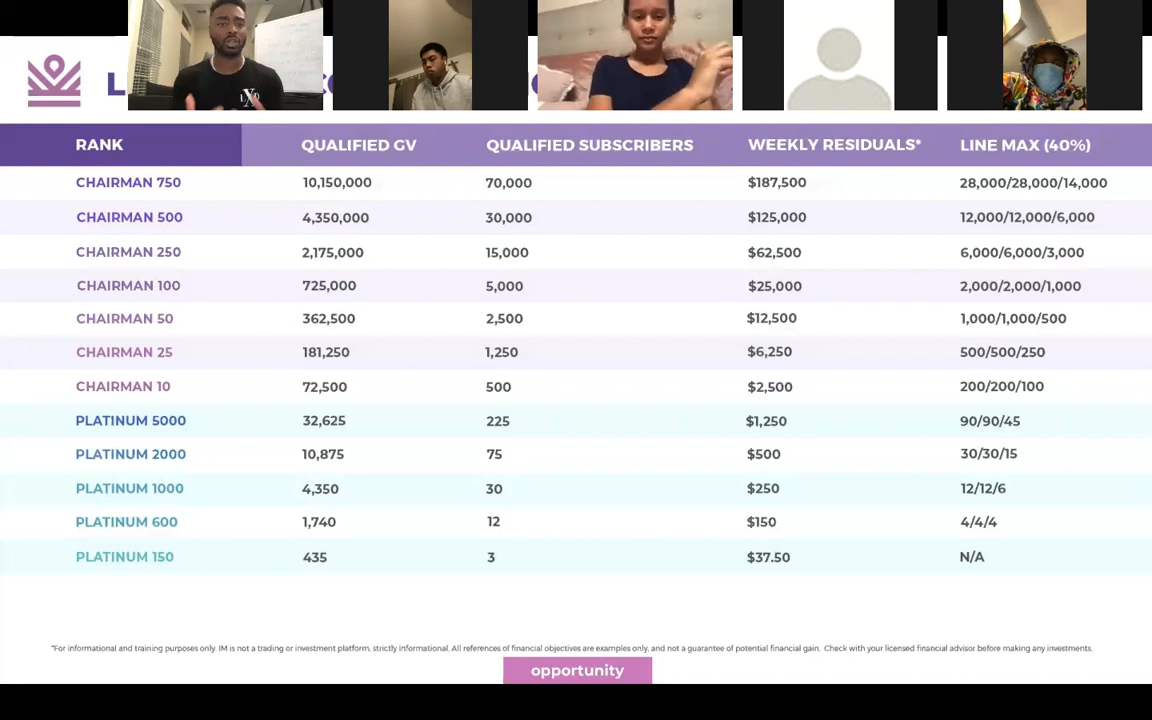 RANK QUALIFIED GV QUALIFIED SUBSCRIBERS WEEKLY RESIDUALS* LINE MAX (40%)
CHAIRMAN 750 10,150,000 70,000 $187,500 28,000/28,000/14,000
CHAIRMAN 500 4,350,000 30,000 $125,000 12,000/12,000/6,000
CHAIRMAN 250 2,175,000 15,000 $62,500 6,000/6,000/3,000
CHAIRMAN 100 725,000 5,000 $25,000 2,000/2,000/1,000
CHAIRMAN 50 362,500 2,500 $12,500 1,000/1,000/500
CHAIRMAN 25 181,250 1,250 $6,250 500/500/250
CHAIRMAN 10 72,500 500 $2,500 200/200/100
PLATINUM 5000 32,625 225 $1,250 90/90/45
PLATINUM 2000 10,875 75 $500 30/30/15
PLATINUM 1000 4,350 30 $250 12/12/6
PLATINUM 600 1,740 12 $150 4/4/4
PLATINUM 150 435 3 $37.50 N/A
*For informational and training purposes only. IM is not a trading or investment platform, strictly informational. All references of financial objectives are examples only, and not a guarantee of potential financial gain. Check with your licensed financial advisor before making any investments.
opportunity